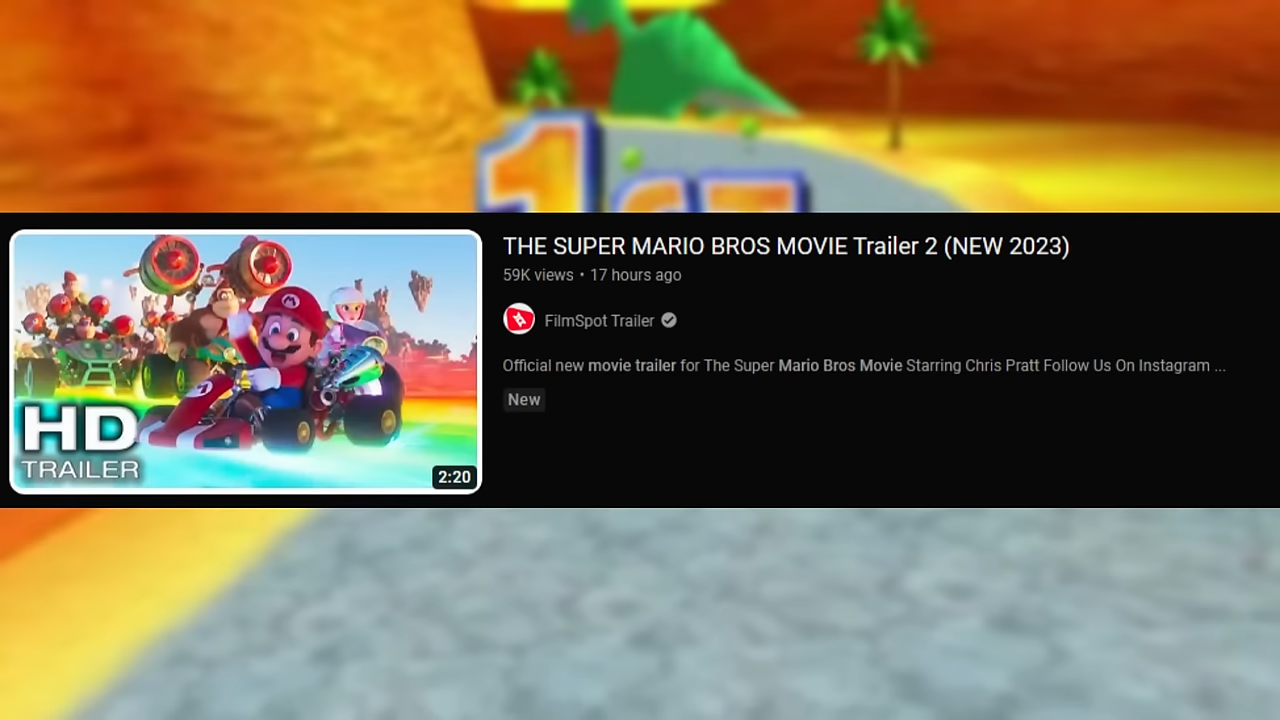 1ST
THE SUPER MARIO BROS MOVIE Trailer 2 (NEW 2023)
59K views • 17 hours ago
FilmSpot Trailer
Official new movie trailer for The Super Mario Bros Movie Starring Chris Pratt Follow Us On Instagram ...
New
M
M
HD
TRAILER
2:20